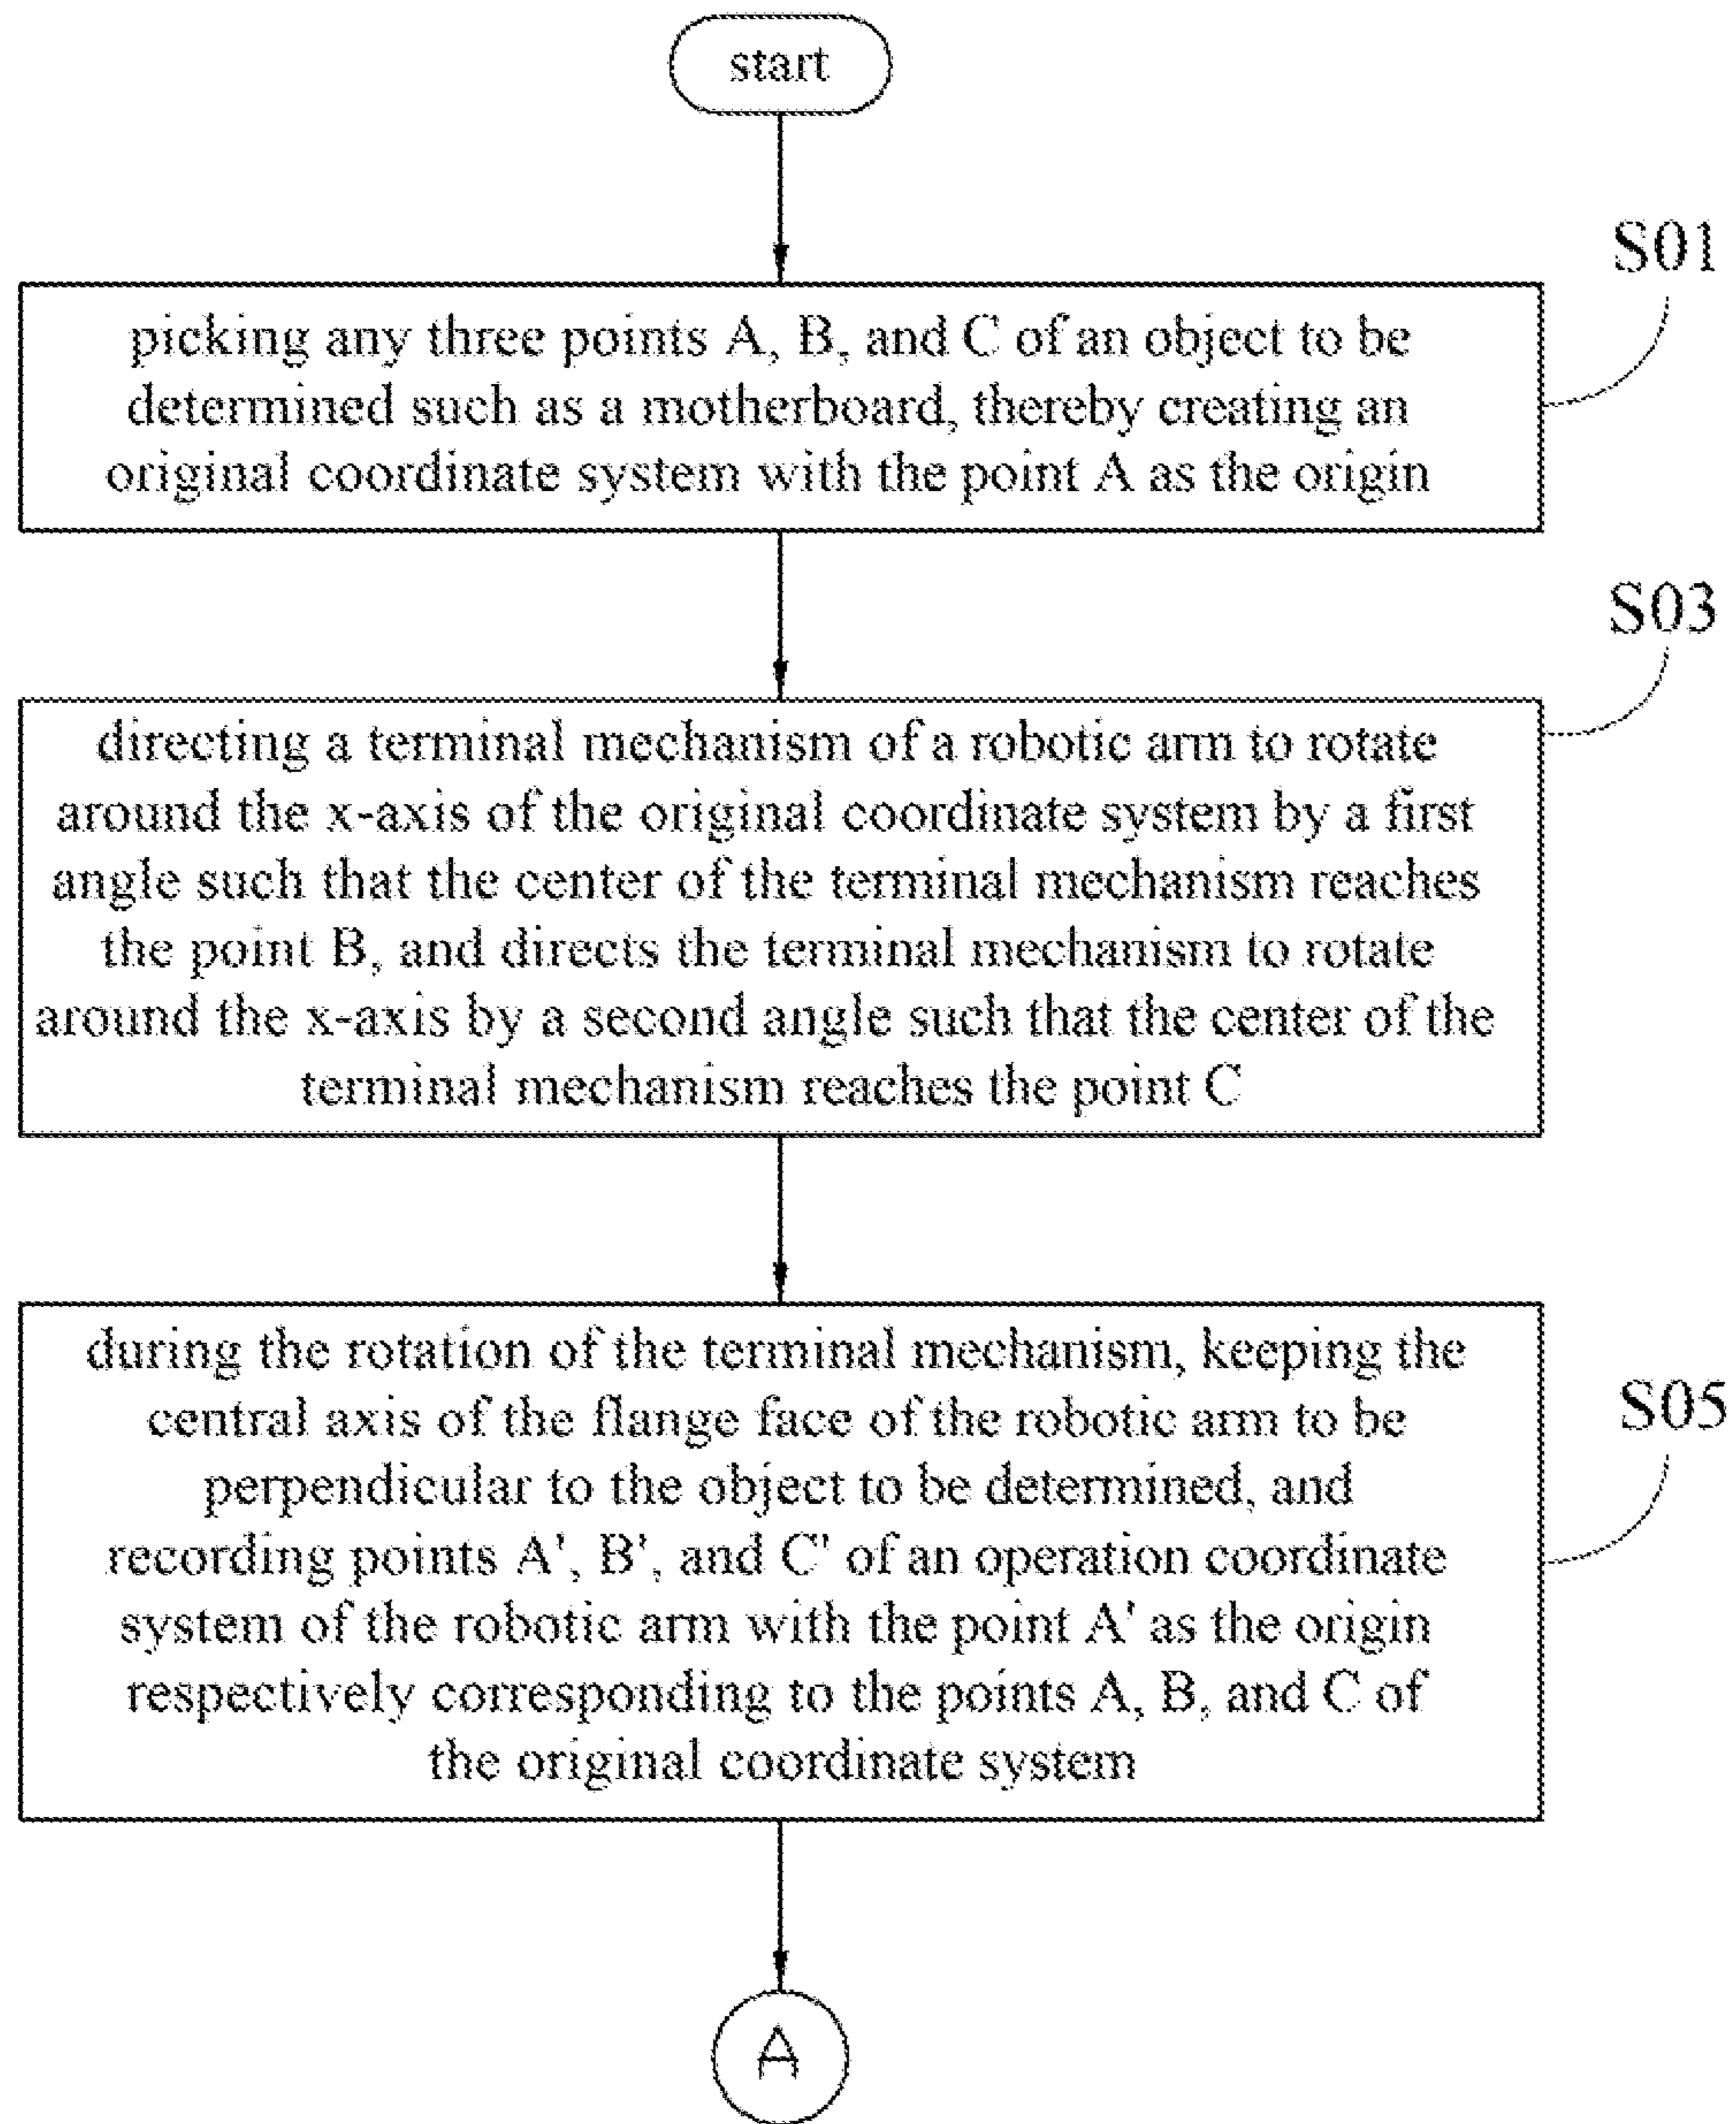 start
S01
picking any three points A, B, and C of an object to be
determined such as a motherboard, thereby creating an
original coordinate system with the point A as the origin
S03
directing a terminal mechanism of a robotic arm to rotate
around the x-axis of the original coordinate system by a first
angle such that the center of the terminal mechanism reaches
the point B, and directs the terminal mechanism to rotate
around the x-axis by a second angle such that the center of the
terminal mechanism reaches the point C
during the rotation of the terminal mechanism, keeping the
central axis of the flange face of the robotic arm to be
S05
perpendicular to the object to be determined, and
recording points A', B', and C' of an operation coordinate
system of the robotic arm with the point A' as the origin
respectively corresponding to the points A, B, and C of
the original coordinate system
A